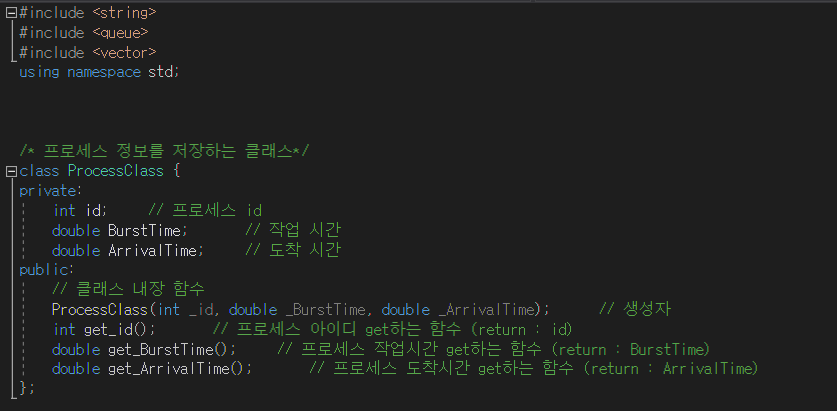 #include <string>
#include <queue>
#include <vector>
using namespace std;
/* 프로세스 정보를 저장하는 클래스*/
class ProcessClass {
private:
int id; // 프로세스 id
double BurstTime; // 작업 시간
double ArrivalTime; // 도착 시간
public:
// 클래스 내장 함수
ProcessClass(int _id, double _BurstTime, double _ArrivalTime); // 생성자
int get_id(); // 프로세스 아이디 get하는 함수 (return : id)
double get_BurstTime(); // 프로세스 작업시간 get하는 함수 (return : BurstTime)
double get_ArrivalTime(); // 프로세스 도착시간 get하는 함수 (return : ArrivalTime)
};